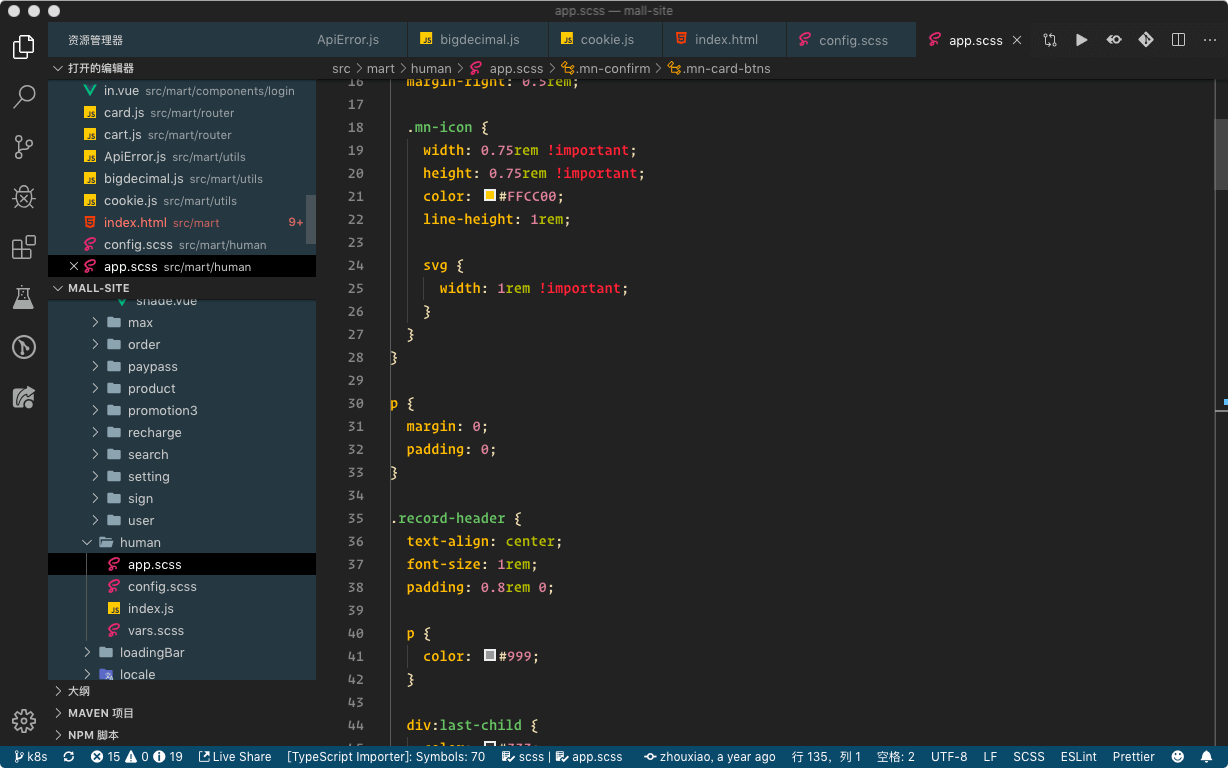 app.scss — mall-site
资源管理器
ApiError.js
JS bigdecimal.js
JS cookie.js
index.html
config.scss
app.scss
src > mart > human > app.scss > .mn-confirm > .mn-card-btns
打开的编辑器
in.vue src/mart/components/login
JS card.js src/mart/router
JS cart.js src/mart/router
JS ApiError.js src/mart/utils
JS bigdecimal.js src/mart/utils
JS cookie.js src/mart/utils
index.html src/mart 9+
config.scss src/mart/human
app.scss src/mart/human
MALL-SITE
shade.vue
max
order
paypass
product
promotion3
recharge
search
setting
sign
user
human
app.scss
config.scss
JS index.js
vars.scss
loadingBar
locale
大纲
MAVEN 项目
NPM 脚本
16 margin-right: 0.5rem;
17
18 .mn-icon {
19 width: 0.75rem !important;
20 height: 0.75rem !important;
21 color: #FFCC00;
22 line-height: 1rem;
23
24 svg {
25 width: 1rem !important;
26 }
27 }
28 }
29
30 p {
31 margin: 0;
32 padding: 0;
33 }
34
35 .record-header {
36 text-align: center;
37 font-size: 1rem;
38 padding: 0.8rem 0;
39
40 p {
41 color: #999;
42 }
43
44 div:last-child {
45 color: #333;
k8s 15 0 19 Live Share [TypeScript Importer]: Symbols: 70 scss | app.scss zhouxiao, a year ago 行 135，列 1 空格: 2 UTF-8 LF SCSS ESLint Prettier